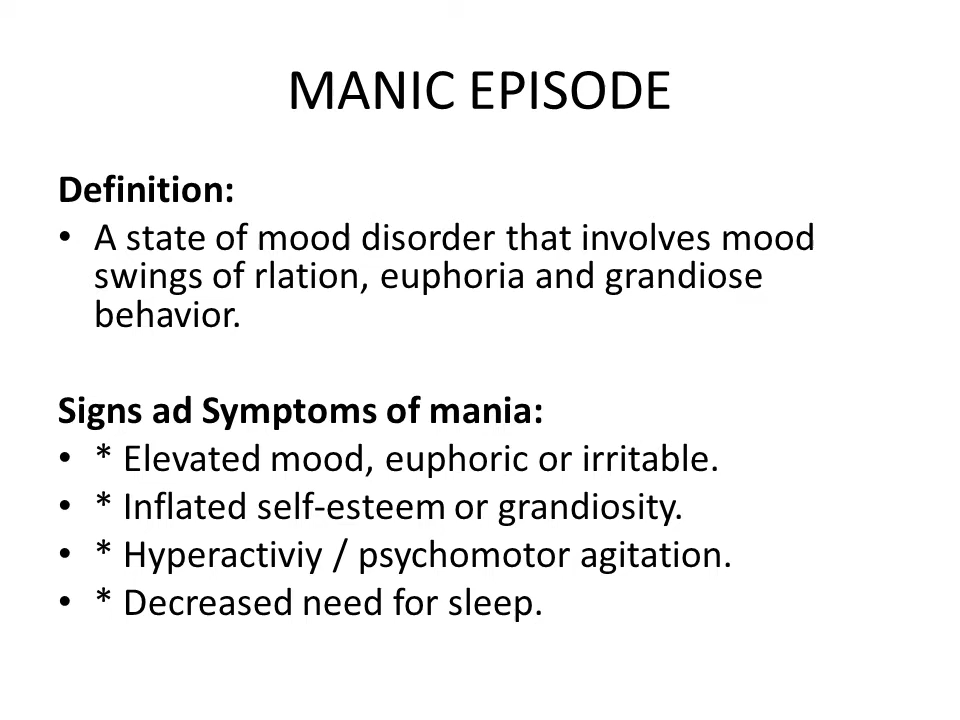 MANIC EPISODE
Definition:
• A state of mood disorder that involves mood
swings of rlation, euphoria and grandiose
behavior.
Signs ad Symptoms of mania:
• * Elevated mood, euphoric or irritable.
• * Inflated self-esteem or grandiosity.
• * Hyperactiviy / psychomotor agitation.
• * Decreased need for sleep.